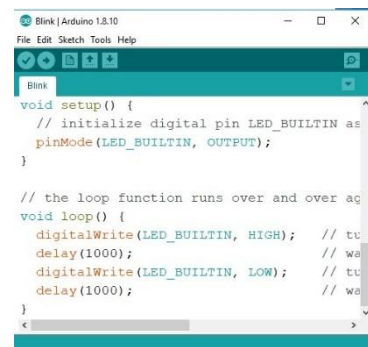 Blink | Arduino 1.8.10
File Edit Sketch Tools Help
Blink
void setup() {
// initialize digital pin LED_BUILTIN as
pinMode(LED_BUILTIN, OUTPUT);
}
// the loop function runs over and over ag
void loop() {
digitalWrite(LED_BUILTIN, HIGH); // tu
delay(1000); // wa
digitalWrite(LED_BUILTIN, LOW); // tu
delay(1000); // wa
}